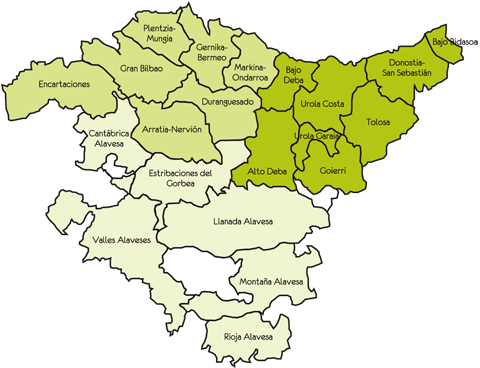 Plentzia-
Mungia
Bajo Bidasoa
Gernika-
Bermeo
Gran Bilbao
Markina-
Ondarroa
Donostia-
San Sebastián
Bajo
Deba
Encartaciones
Duranguesado
Urola Costa
Tolosa
Cantábrica
Alavesa
Arratia-Nervión
Urola Garaia
Estribaciones del
Gorbea
Alto Deba
Goierri
Llanada Alavesa
Valles Alaveses
Montaña Alavesa
Rioja Alavesa